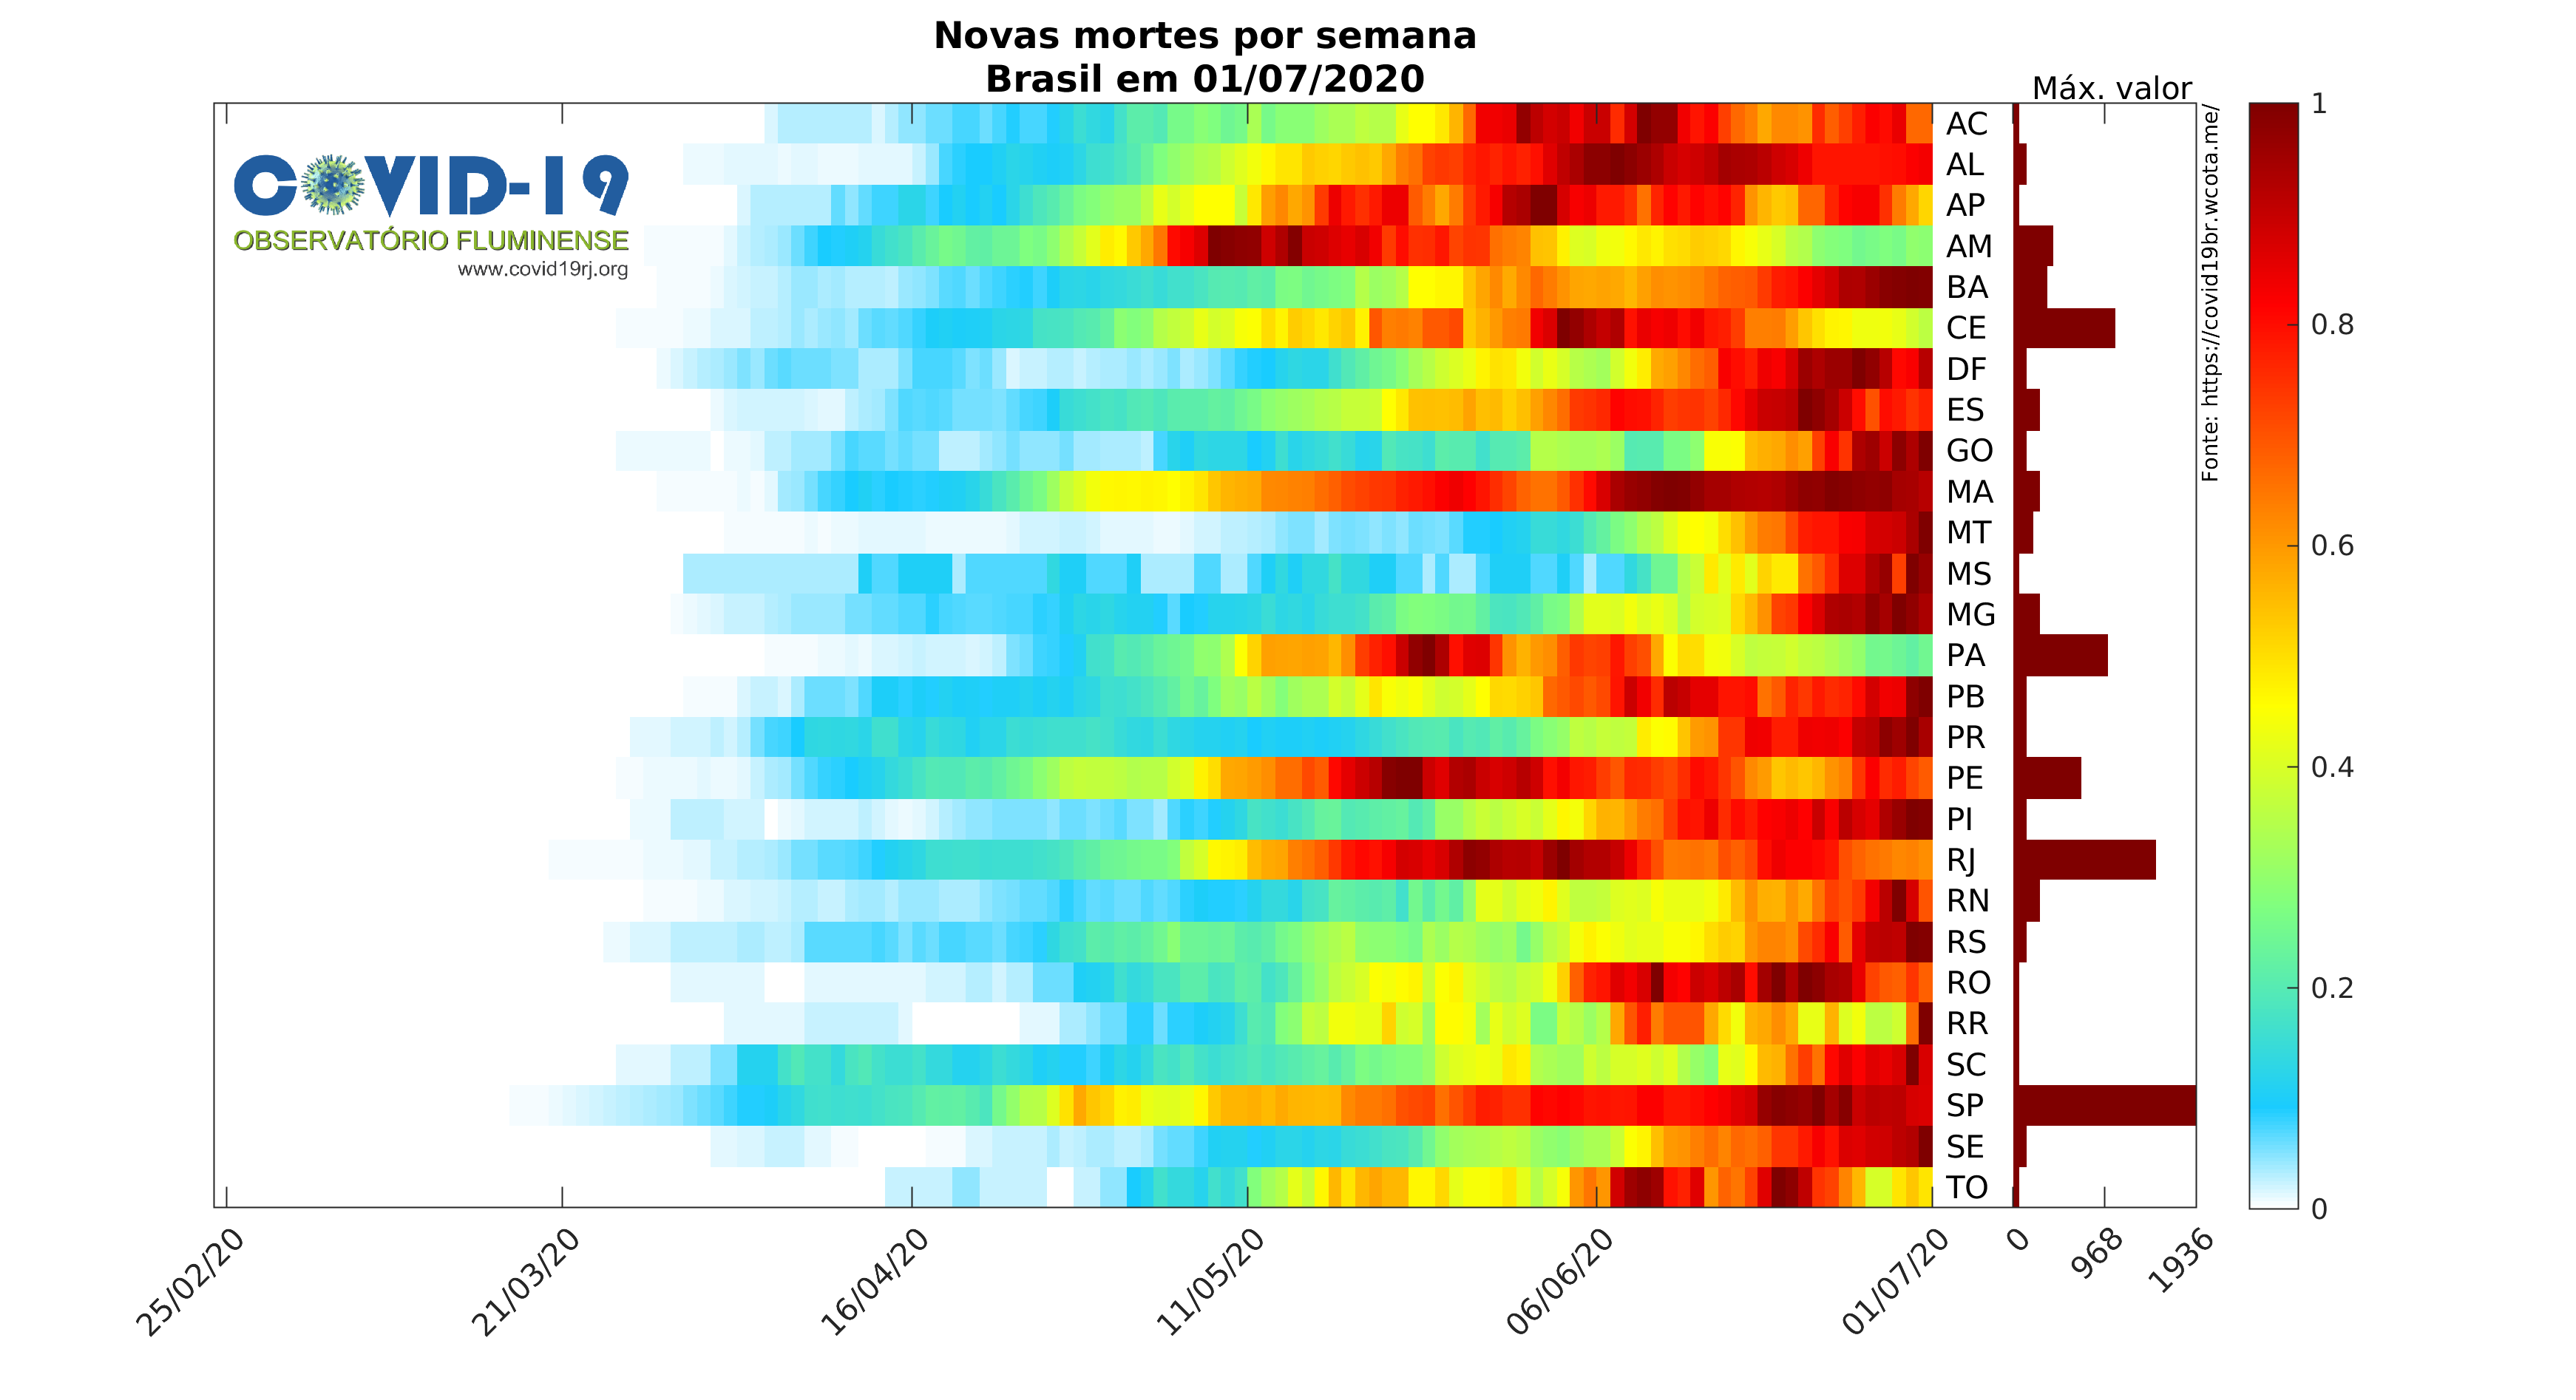 Novas mortes por semana
Brasil em 01/07/2020
Máx. valor
COVID-19
OBSERVATÓRIO FLUMINENSE
www.covid19rj.org
AC
AL
AP
AM
BA
CE
DF
ES
GO
MA
MT
MS
MG
PA
PB
PR
PE
PI
RJ
RN
RS
RO
RR
SC
SP
SE
TO
Fonte: https://covid19br.wcota.me/
1
0.8
0.6
0.4
0.2
0
25/02/20
21/03/20
16/04/20
11/05/20
06/06/20
01/07/20
0
968
1936